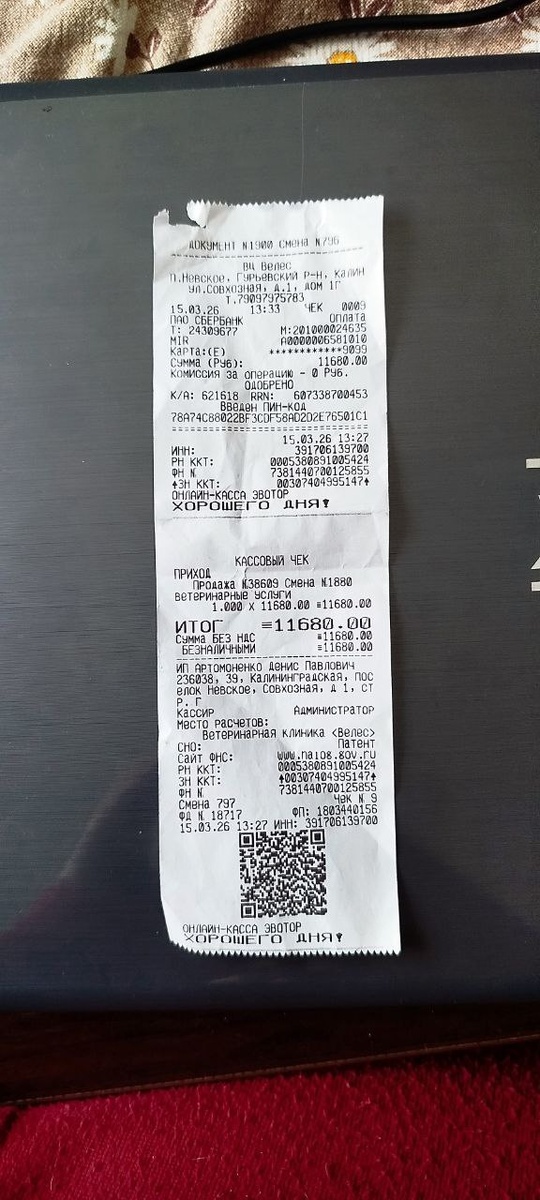 ДОКУМЕНТ N1900 Смена N796
ВЦ Велес
П.Невское, Гурьевский р-н, Калин
ул.Совхозная, д.1, дом 1Г
т.79097975783
15.03.26 13:33 ЧЕК 0009
ПАО СБЕРБАНК Оплата
Т: 24309677 М:201000024635
MIR A0000006581010
Карта:(E) ************9099
Сумма (Руб): 11680.00
Комиссия за операцию - 0 Руб.
ОДОБРЕНО
К/А: 621618 RRN: 607338700453
Введен ПИН-код
78A74C88022BF3CDF58AD2D2E76501C1
15.03.26 13:27
ИНН: 391706139700
РН ККТ: 0005380891005424
ФН N 7381440700125855
↑ЗН ККТ: 00307404995147↑
ОНЛАЙН-КАССА ЭВОТОР
ХОРОШЕГО ДНЯ!
КАССОВЫЙ ЧЕК
ПРИХОД
Продажа N38609 Смена N1880
Ветеринарные услуги
1.000 X 11680.00 =11680.00
ИТОГ =11680.00
Сумма БЕЗ НДС =11680.00
БЕЗНАЛИЧНЫМИ =11680.00
ИП Артомоненко Денис Павлович
236038, 39, Калининградская, Пос
елок Невское, Совхозная, д 1, ст
р. Г
Кассир Администратор
Место расчетов:
Ветеринарная клиника <Велес>
СНО: Патент
Сайт ФНС: www.nalog.gov.ru
РН ККТ: 0005380891005424
ЗН ККТ: ↑00307404995147↑
ФН N 7381440700125855
Смена 797 Чек N 9
ФД N 18717 ФП: 1803440156
15.03.26 13:27 ИНН: 391706139700
ОНЛАЙН-КАССА ЭВОТОР
ХОРОШЕГО ДНЯ!